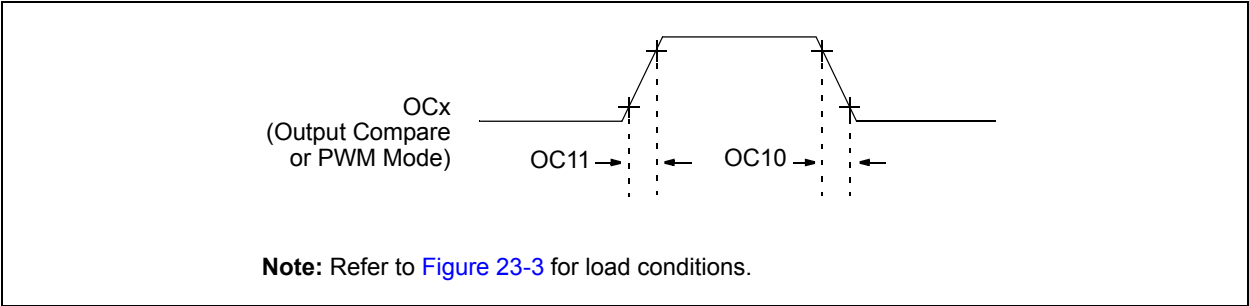 OCx
(Output Compare
or PWM Mode)
OC11
OC10
Note: Refer to Figure 23-3 for load conditions.